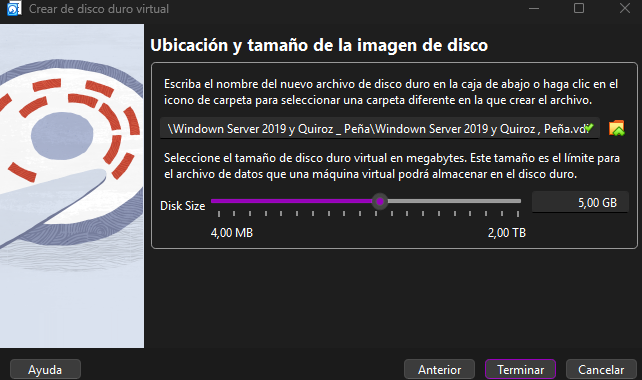 Crear de disco duro virtual
Ubicación y tamaño de la imagen de disco
Escriba el nombre del nuevo archivo de disco duro en la caja de abajo o haga clic en el
icono de carpeta para seleccionar una carpeta diferente en la que crear el archivo.
\Windown Server 2019 y Quiroz _ Peña\Windown Server 2019 y Quiroz , Peña.vdi
Seleccione el tamaño de disco duro virtual en megabytes. Este tamaño es el límite para
el archivo de datos que una máquina virtual podrá almacenar en el disco duro.
Disk Size
5,00 GB
4,00 MB
2,00 TB
Ayuda
Anterior
Terminar
Cancelar